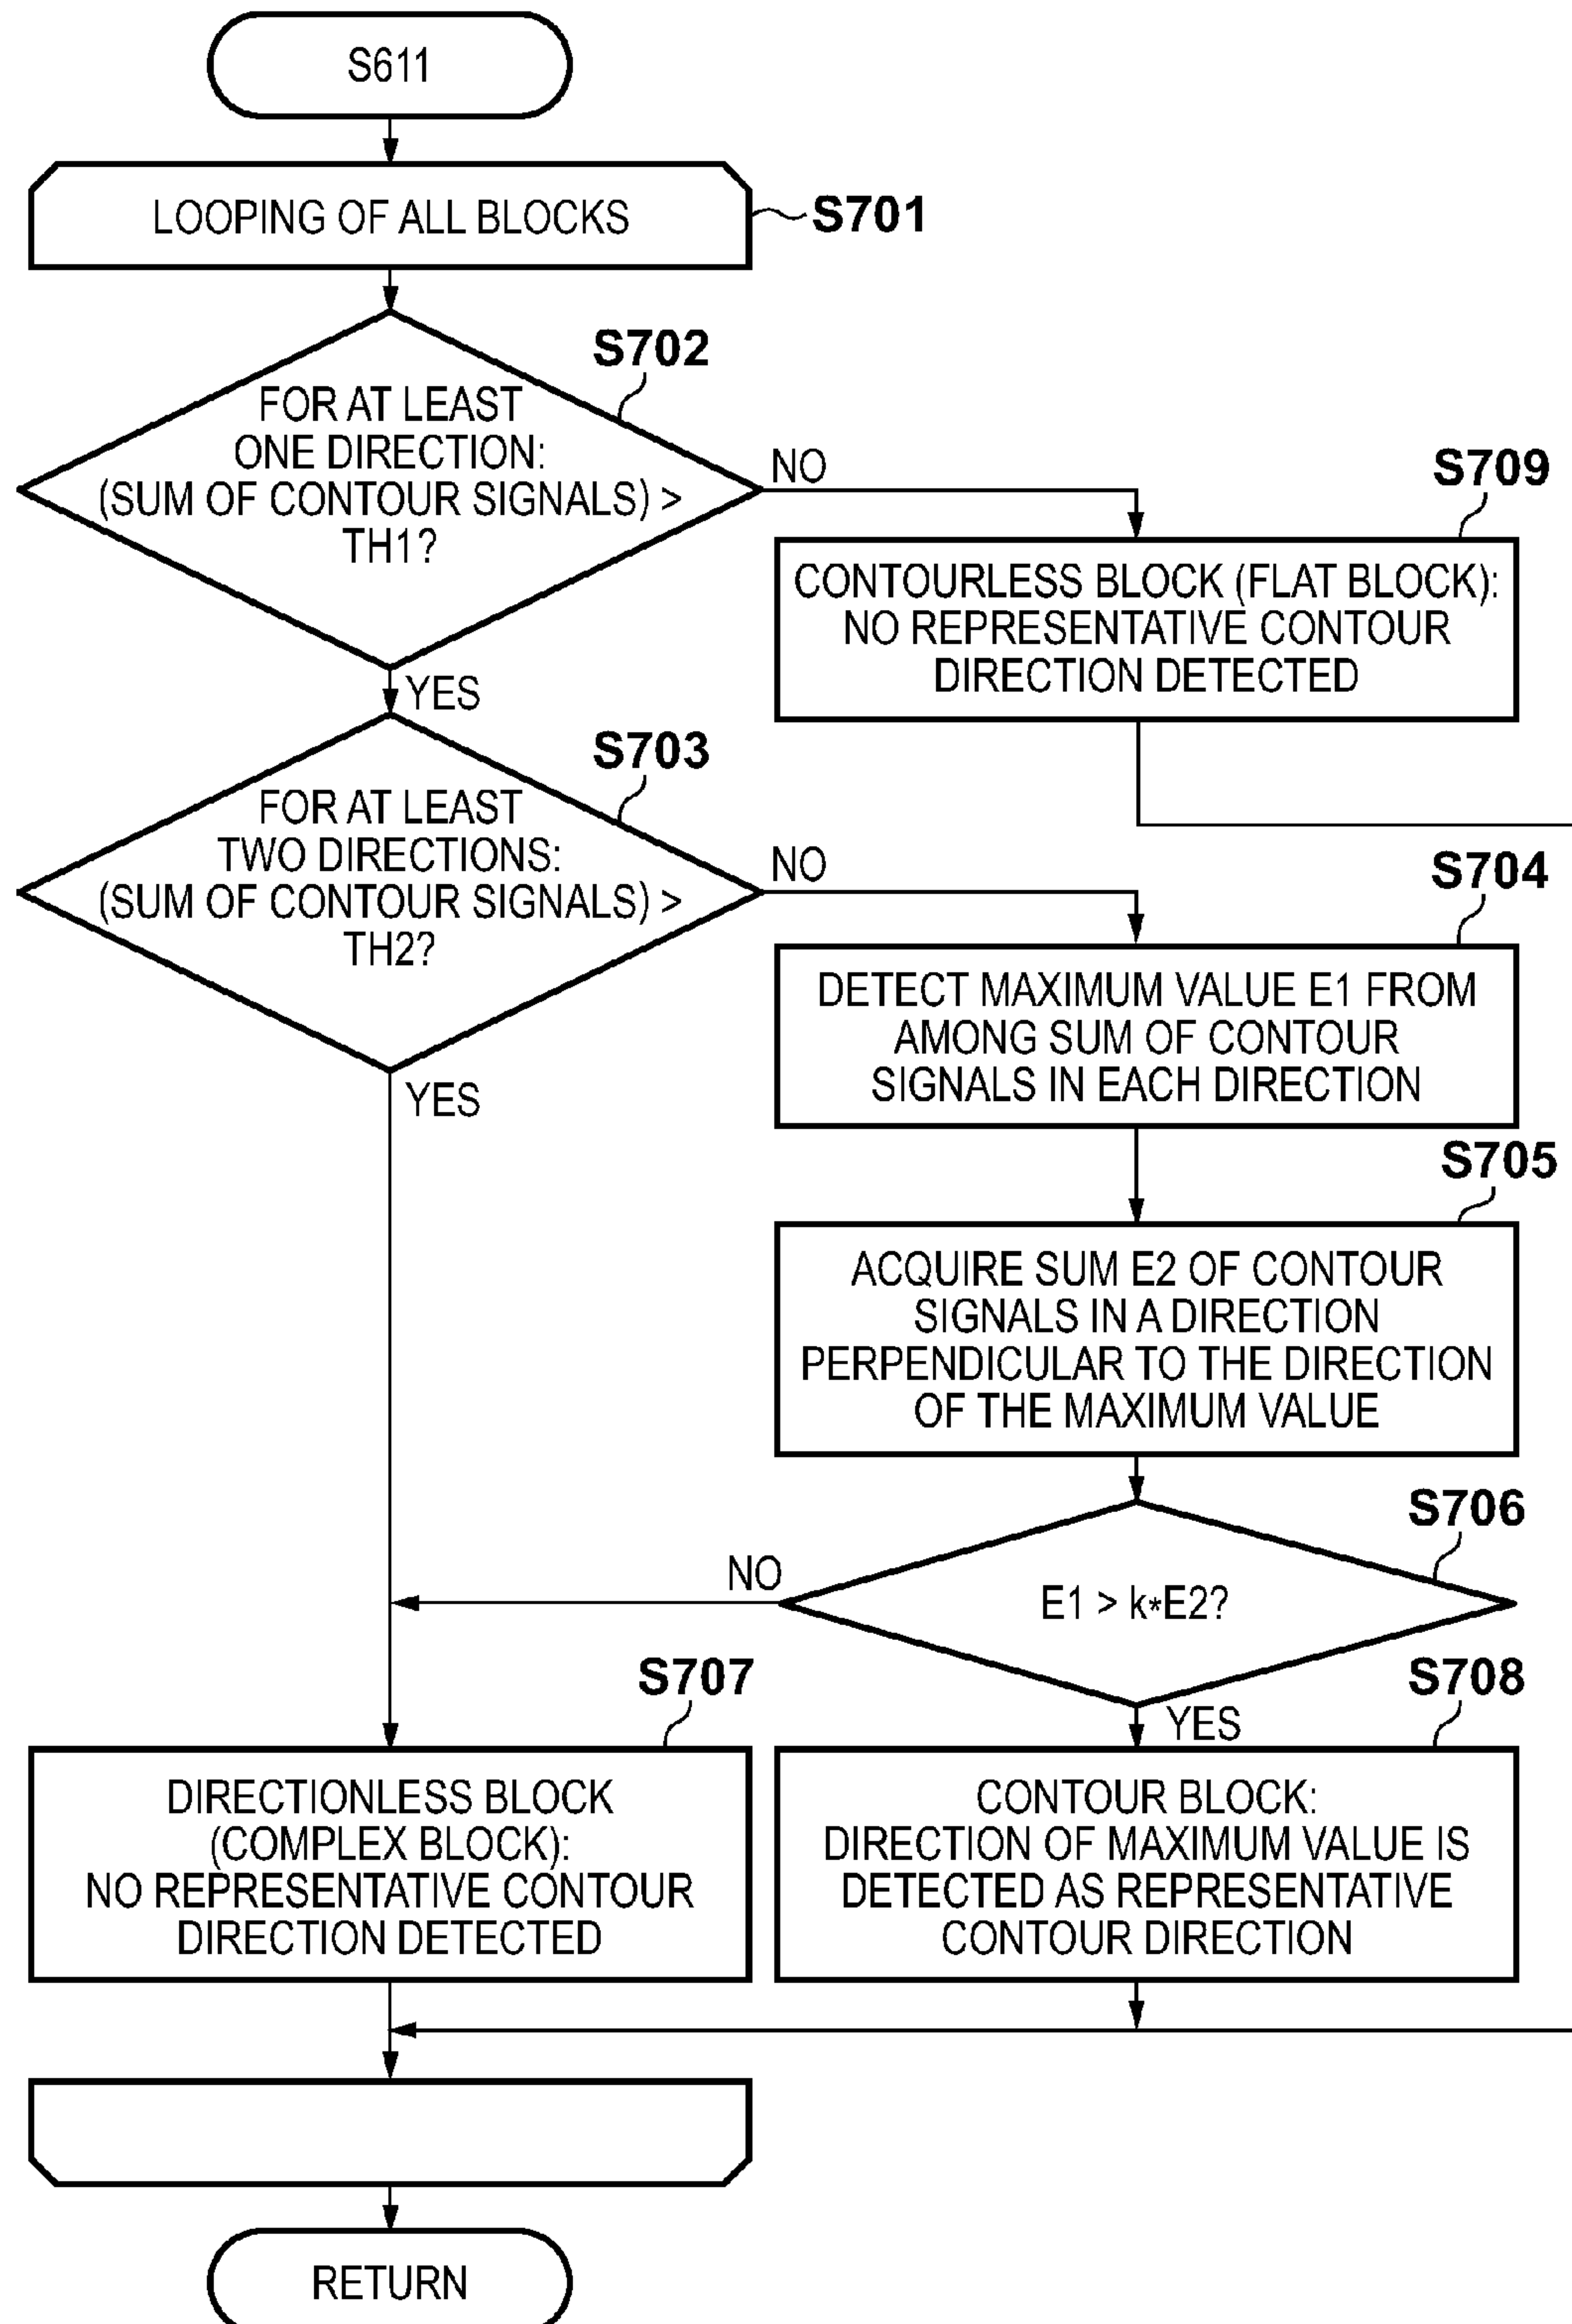 S611
LOOPING OF ALL BLOCKS
S701
S702
FOR AT LEAST
ONE DIRECTION:
(SUM OF CONTOUR SIGNALS) >
TH1?
NO
YES
S709
CONTOURLESS BLOCK (FLAT BLOCK):
NO REPRESENTATIVE CONTOUR
DIRECTION DETECTED
S703
FOR AT LEAST
TWO DIRECTIONS:
(SUM OF CONTOUR SIGNALS) >
TH2?
NO
YES
S704
DETECT MAXIMUM VALUE E1 FROM
AMONG SUM OF CONTOUR
SIGNALS IN EACH DIRECTION
S705
ACQUIRE SUM E2 OF CONTOUR
SIGNALS IN A DIRECTION
PERPENDICULAR TO THE DIRECTION
OF THE MAXIMUM VALUE
S706
E1 > k*E2?
NO
YES
S707
DIRECTIONLESS BLOCK
(COMPLEX BLOCK):
NO REPRESENTATIVE CONTOUR
DIRECTION DETECTED
S708
CONTOUR BLOCK:
DIRECTION OF MAXIMUM VALUE IS
DETECTED AS REPRESENTATIVE
CONTOUR DIRECTION
RETURN